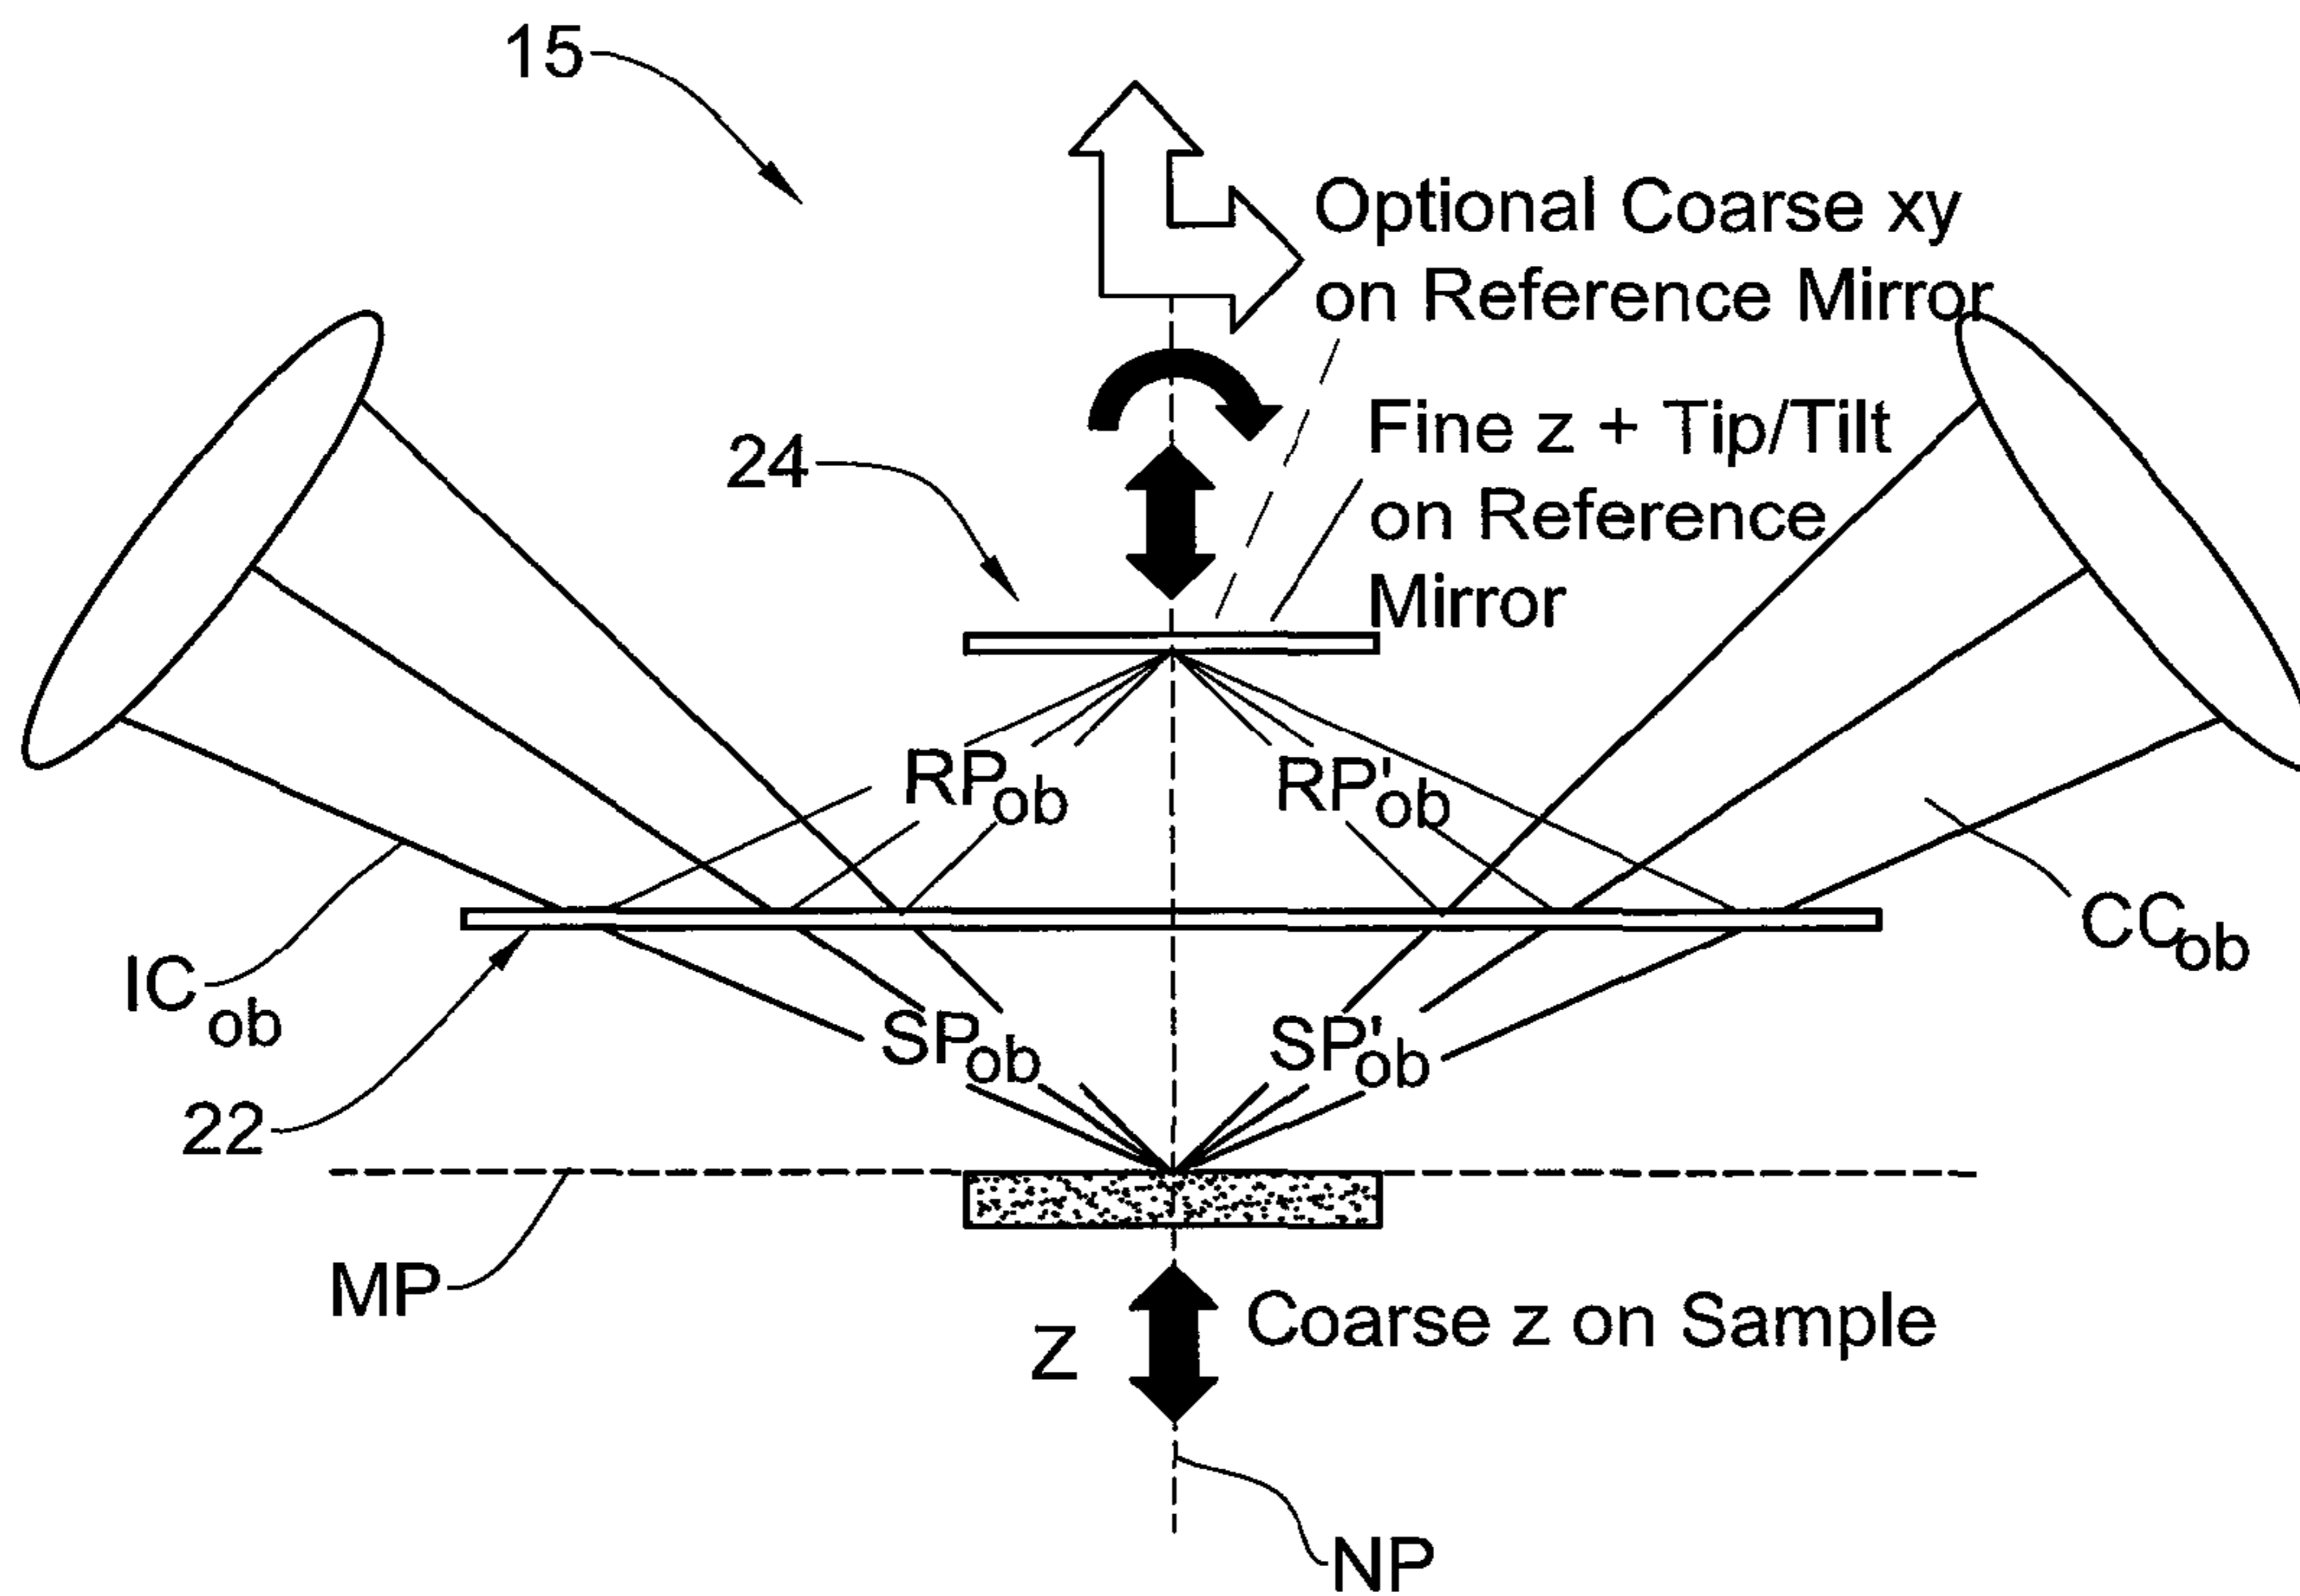 15
Optional Coarse xy
on Reference Mirror
24
Fine z + Tip/Tilt
on Reference
Mirror
RPob
RP'ob
ICob
CCob
SPob
SP'ob
22
MP
Z
Coarse z on Sample
NP